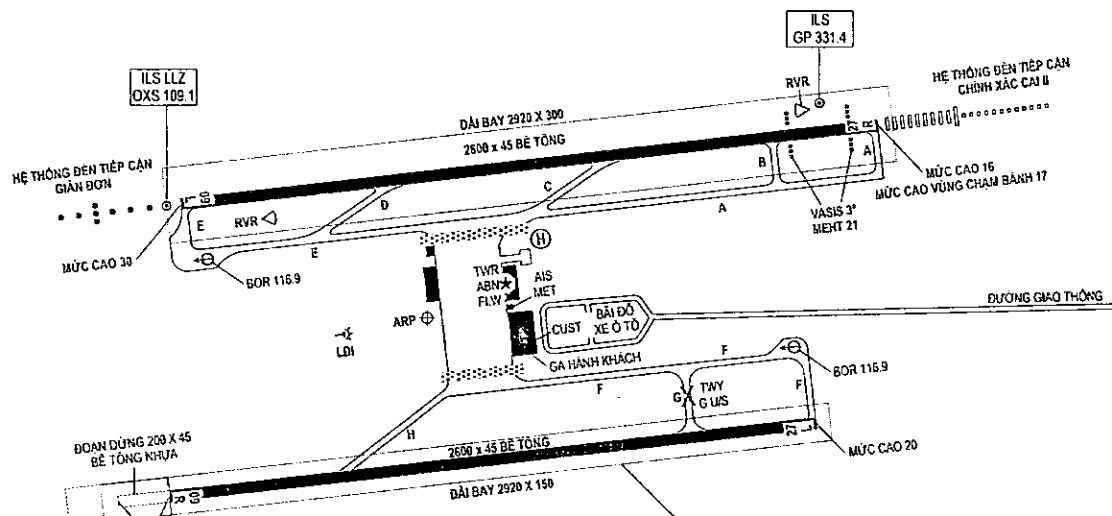 ILS
GP 331.4
ILS LLZ
OXS 109.1
RVR
HỆ THỐNG ĐÈN TIẾP CẬN
CHÍNH XÁC CAI II
DẢI BAY 2920 X 300
2600 x 45 BÊ TÔNG
27
R
HỆ THỐNG ĐÈN TIẾP CẬN
GIẢN ĐƠN
L
09
A
B
C
D
MỨC CAO 16
MỨC CAO VÙNG CHẠM BÁNH 17
A
VASIS 3°
MEHT 21
E
RVR
E
MỨC CAO 30
BOR 116.9
H
TWR
ABN
FLW
AIS
MET
ARP
LDI
CUST
BÃI ĐỖ
XE Ô TÔ
ĐƯỜNG GIAO THÔNG
GA HÀNH KHÁCH
F
BOR 116.9
F
F
G
TWY
G U/S
H
ĐOẠN DỪNG 200 X 45
BÊ TÔNG NHỰA
2600 x 45 BÊ TÔNG
27
L
MỨC CAO 20
R
09
DẢI BAY 2920 X 150